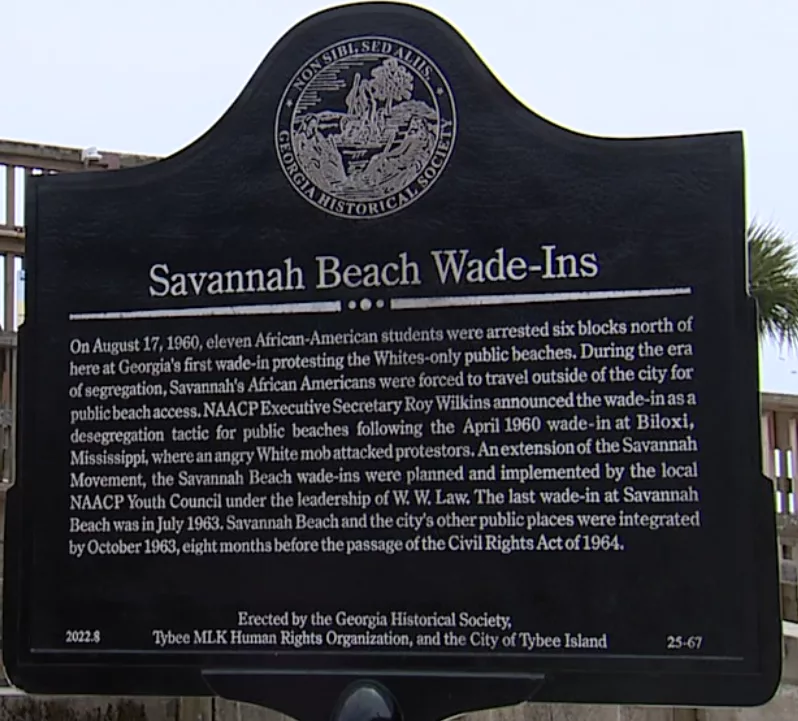 NON SIBI, SED ALIIS.
GEORGIA HISTORICAL SOCIETY
Savannah Beach Wade-Ins
On August 17, 1960, eleven African-American students were arrested six blocks north of
here at Georgia's first wade-in protesting the Whites-only public beaches. During the era
of segregation, Savannah's African Americans were forced to travel outside of the city for
public beach access. NAACP Executive Secretary Roy Wilkins announced the wade-in as a
desegregation tactic for public beaches following the April 1960 wade-in at Biloxi,
Mississippi, where an angry White mob attacked protestors. An extension of the Savannah
Movement, the Savannah Beach wade-ins were planned and implemented by the local
NAACP Youth Council under the leadership of W. W. Law. The last wade-in at Savannah
Beach was in July 1963. Savannah Beach and the city's other public places were integrated
by October 1963, eight months before the passage of the Civil Rights Act of 1964.
Erected by the Georgia Historical Society,
2022.8 Tybee MLK Human Rights Organization, and the City of Tybee Island 25-67